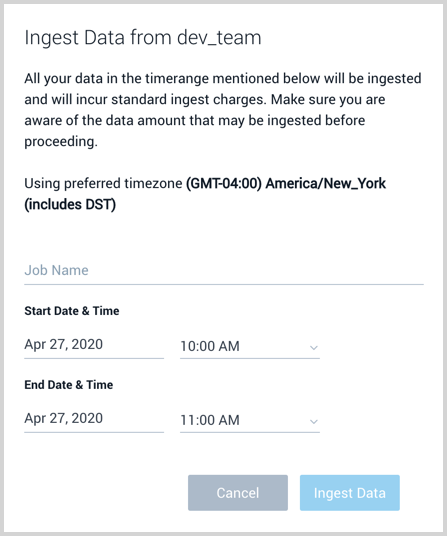 Ingest Data from dev_team
All your data in the timerange mentioned below will be ingested
and will incur standard ingest charges. Make sure you are
aware of the data amount that may be ingested before
proceeding.
Using preferred timezone (GMT-04:00) America/New_York
(includes DST)
Job Name
Start Date & Time
Apr 27, 2020 10:00 AM
End Date & Time
Apr 27, 2020 11:00 AM
Cancel Ingest Data